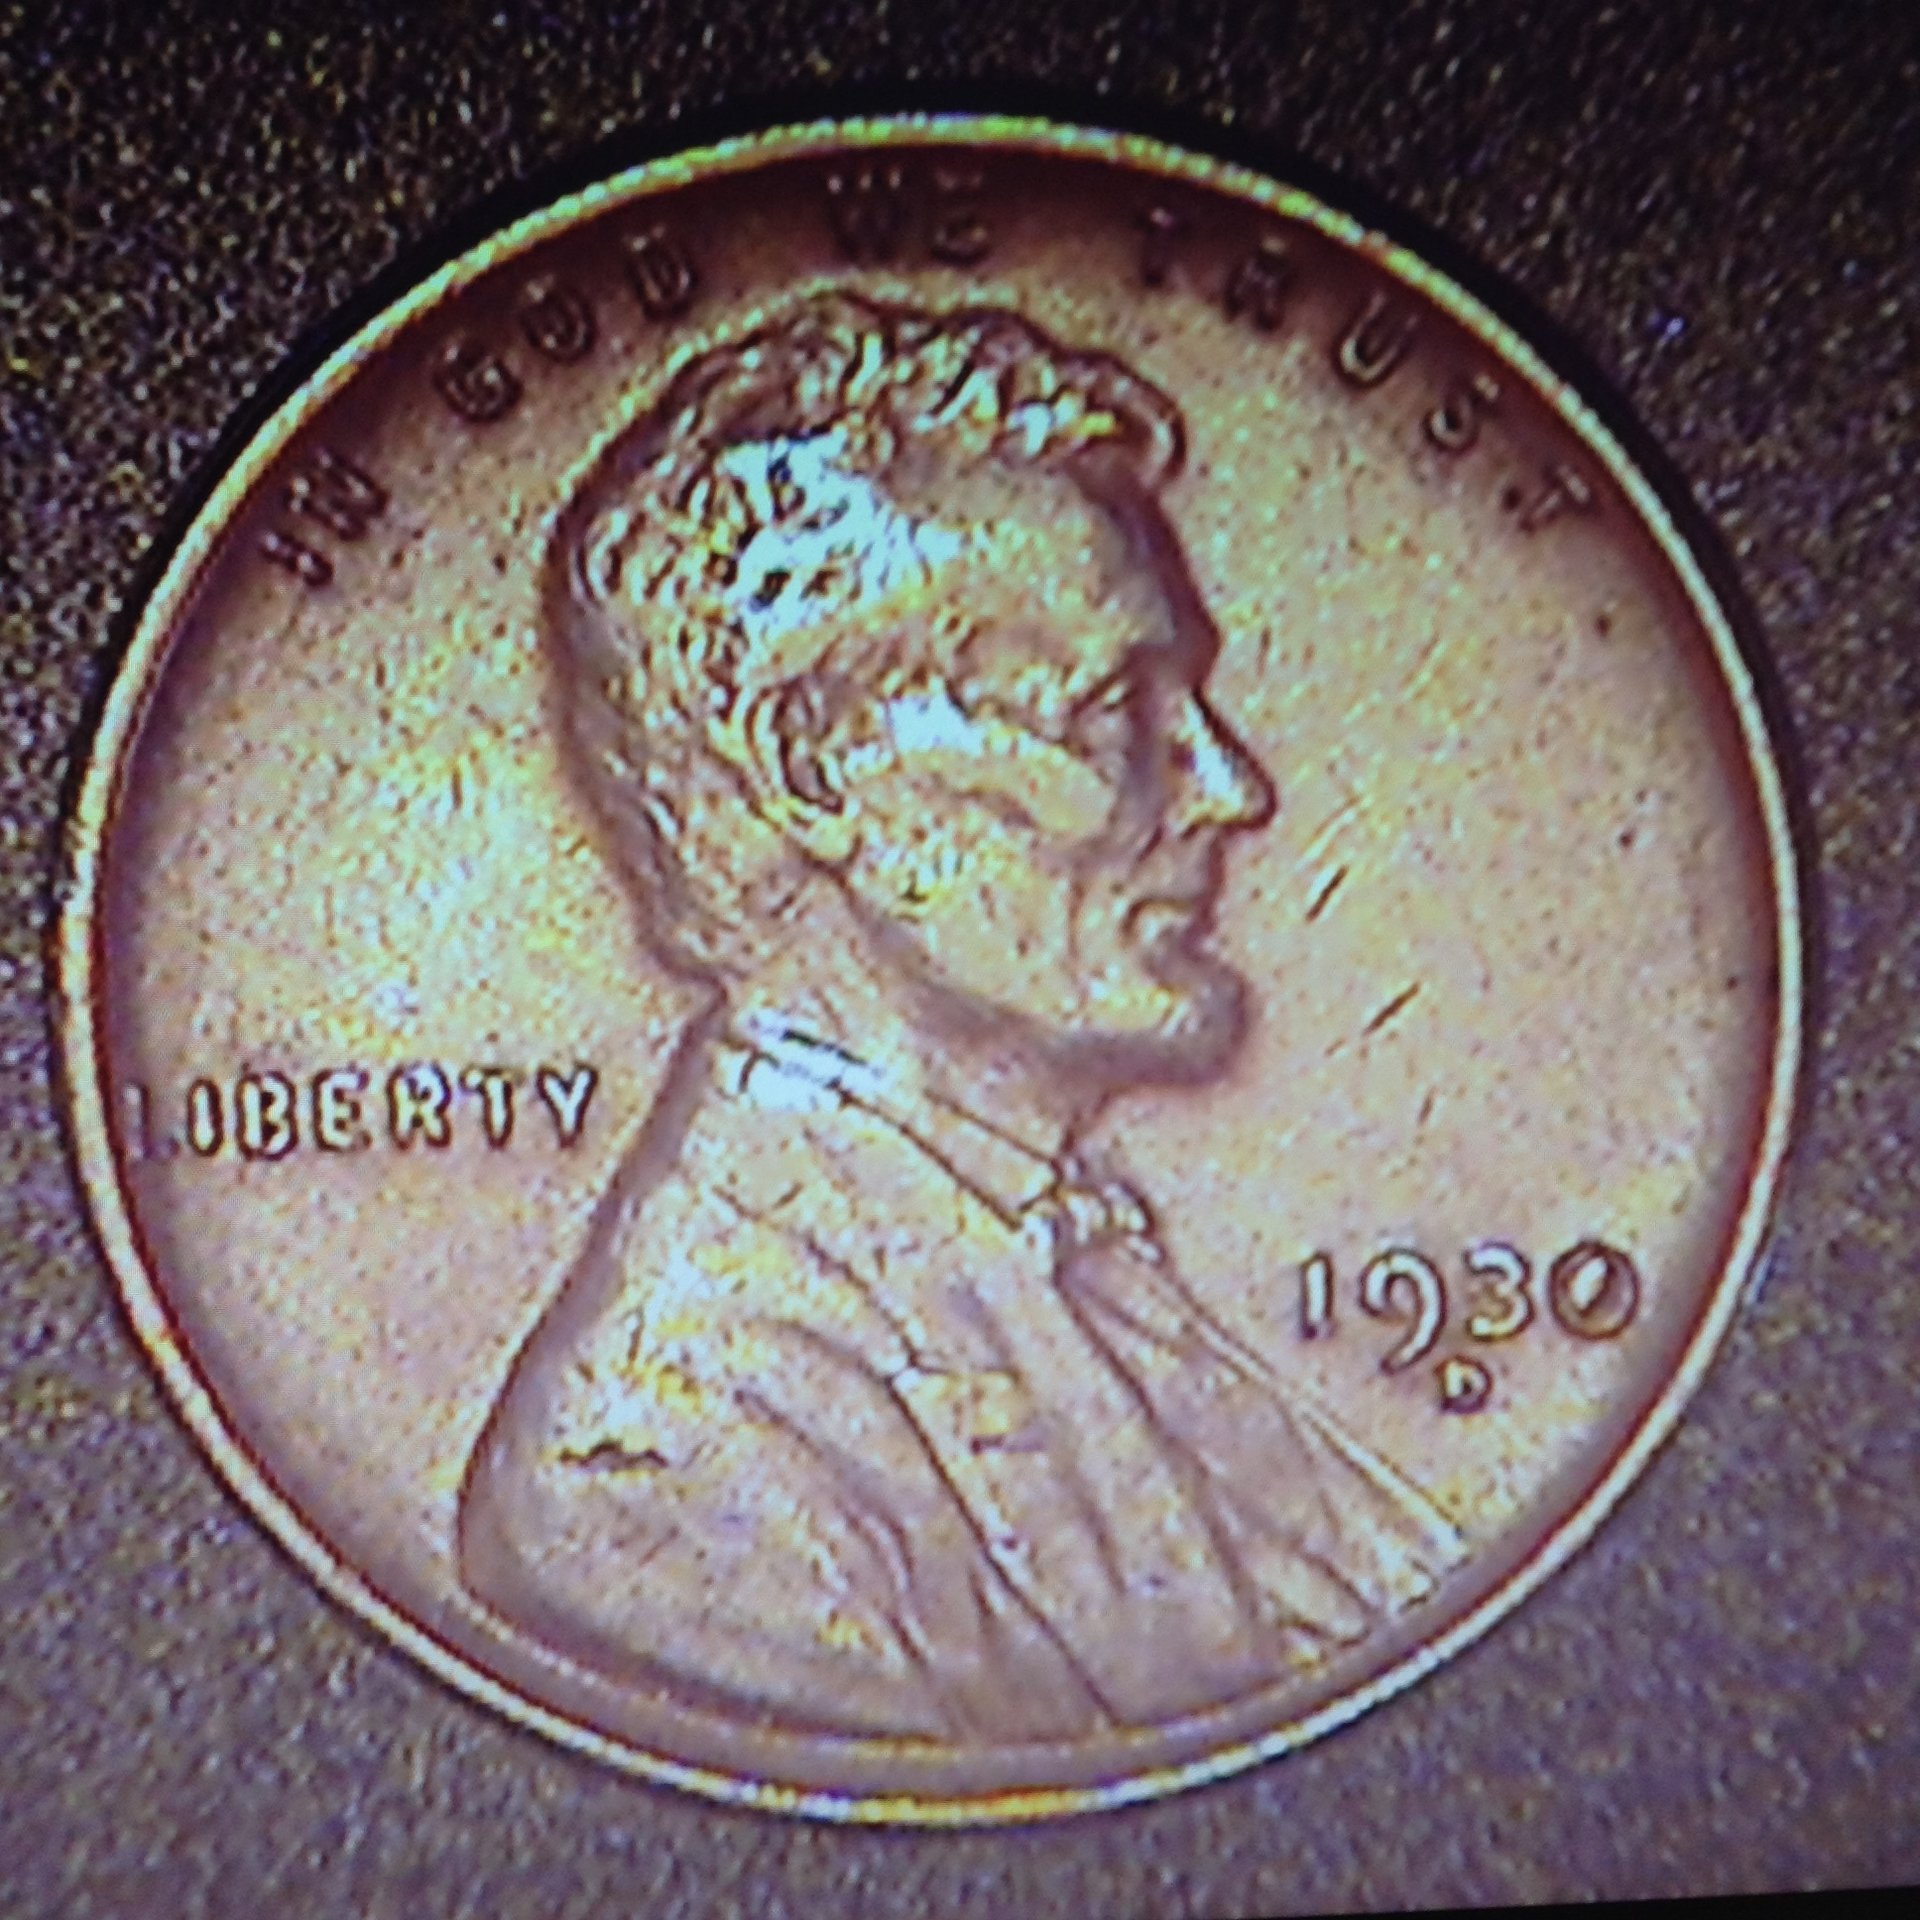 IN GOD WE TRUST
LIBERTY
1930
D